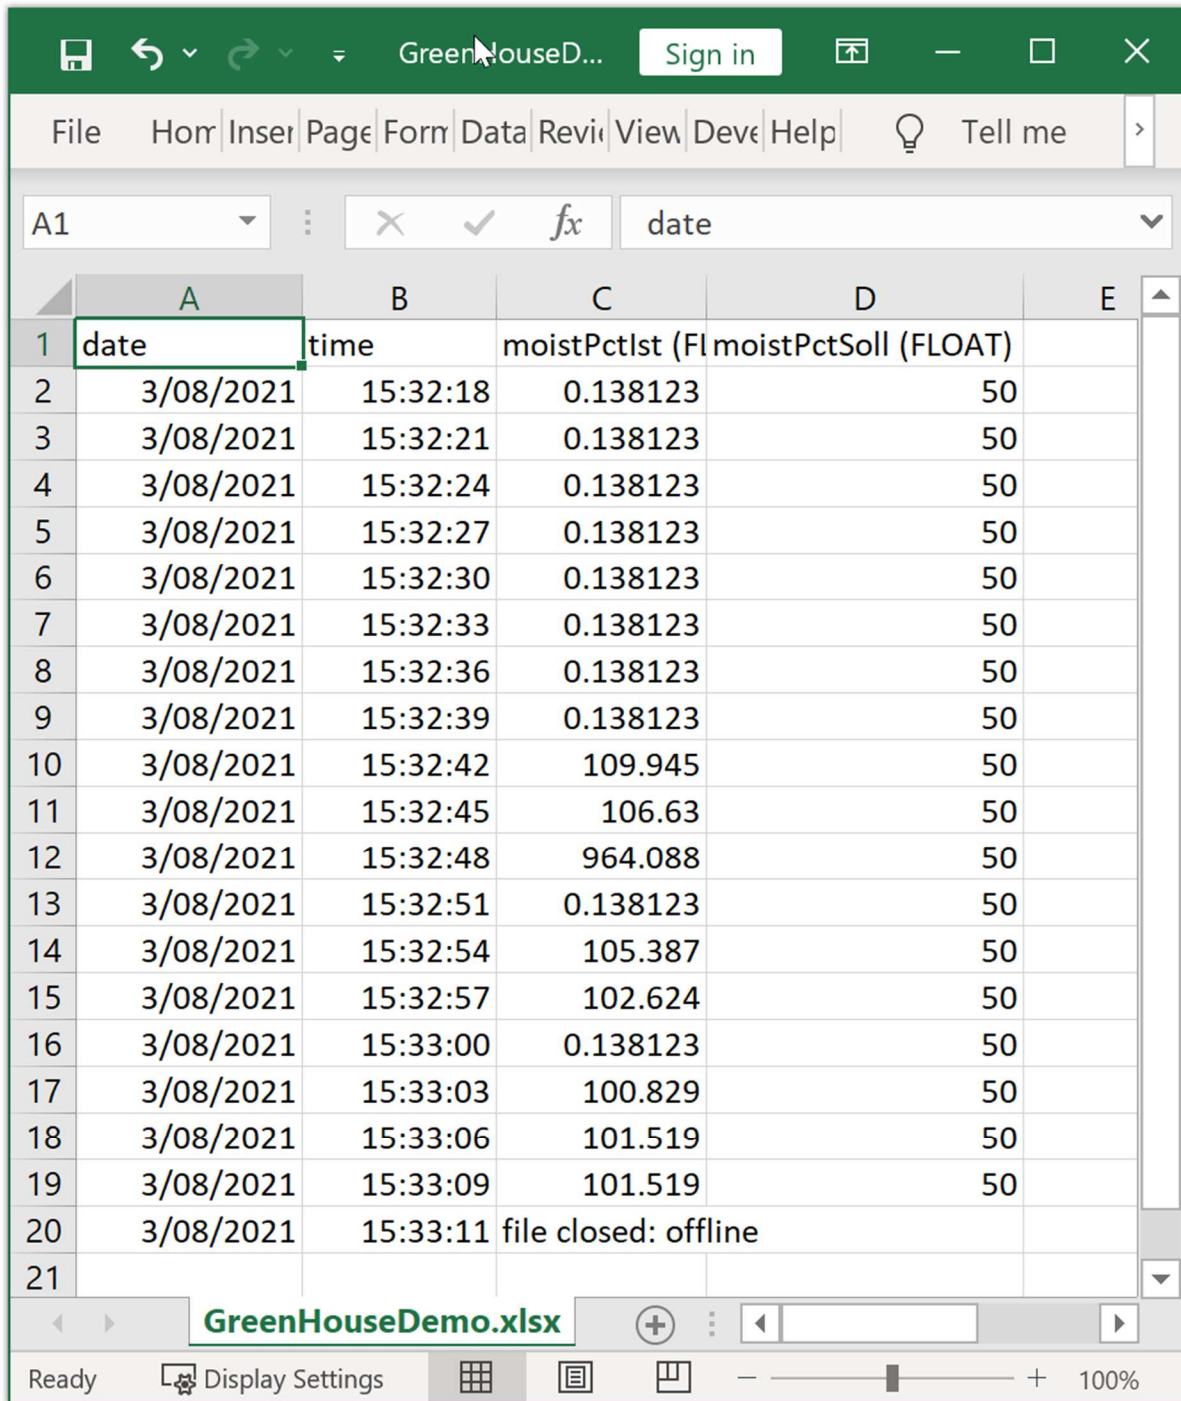 GreenHouseD... Sign in
File Hom Inser Page Form Data Revi View Deve Help Tell me
A1 fx date
A B C D E
1 date time moistPctIst (FL moistPctSoll (FLOAT)
2 3/08/2021 15:32:18 0.138123 50
3 3/08/2021 15:32:21 0.138123 50
4 3/08/2021 15:32:24 0.138123 50
5 3/08/2021 15:32:27 0.138123 50
6 3/08/2021 15:32:30 0.138123 50
7 3/08/2021 15:32:33 0.138123 50
8 3/08/2021 15:32:36 0.138123 50
9 3/08/2021 15:32:39 0.138123 50
10 3/08/2021 15:32:42 109.945 50
11 3/08/2021 15:32:45 106.63 50
12 3/08/2021 15:32:48 964.088 50
13 3/08/2021 15:32:51 0.138123 50
14 3/08/2021 15:32:54 105.387 50
15 3/08/2021 15:32:57 102.624 50
16 3/08/2021 15:33:00 0.138123 50
17 3/08/2021 15:33:03 100.829 50
18 3/08/2021 15:33:06 101.519 50
19 3/08/2021 15:33:09 101.519 50
20 3/08/2021 15:33:11 file closed: offline
21
GreenHouseDemo.xlsx
Ready Display Settings 100%